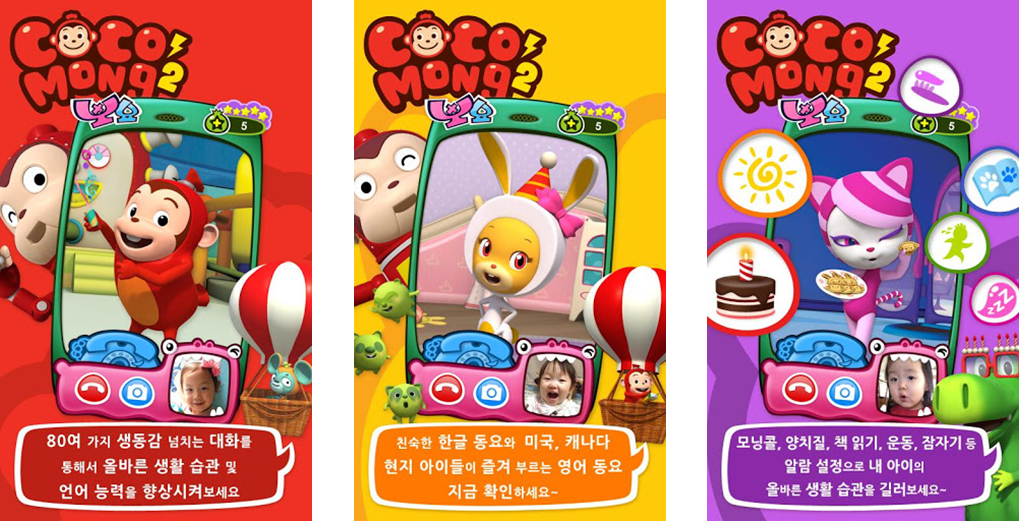 COCO
MONG2
뽀요
5
80여 가지 생동감 넘치는 대화를
통해서 올바른 생활 습관 및
언어 능력을 향상시켜보세요
COCO
MONG2
뽀요
5
친숙한 한글 동요와 미국, 캐나다
현지 아이들이 즐겨 부르는 영어 동요
지금 확인하세요~
COCO
MONG2
뽀요
5
zZZ
모닝콜, 양치질, 책 읽기, 운동, 잠자기 등
알람 설정으로 내 아이의
올바른 생활 습관을 길러보세요~